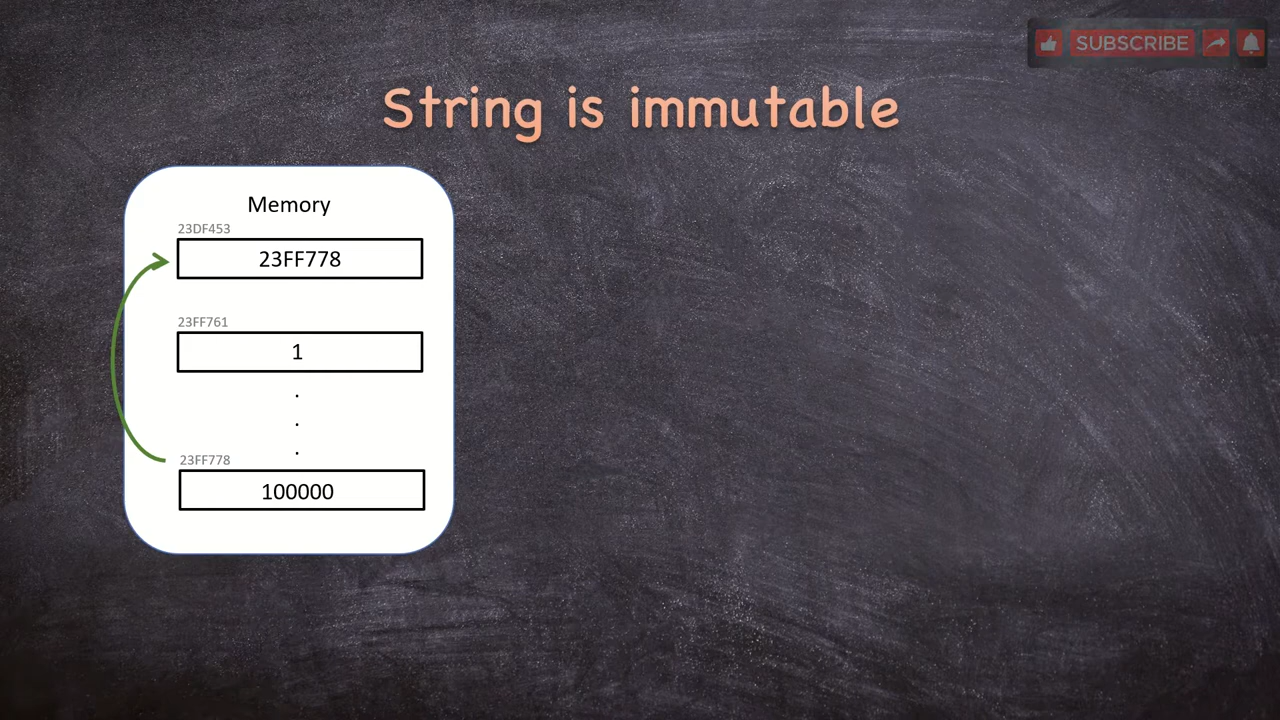 SUBSCRIBE
String is immutable
Memory
23DF453
23FF778
23FF761
1
.
.
.
23FF778
100000